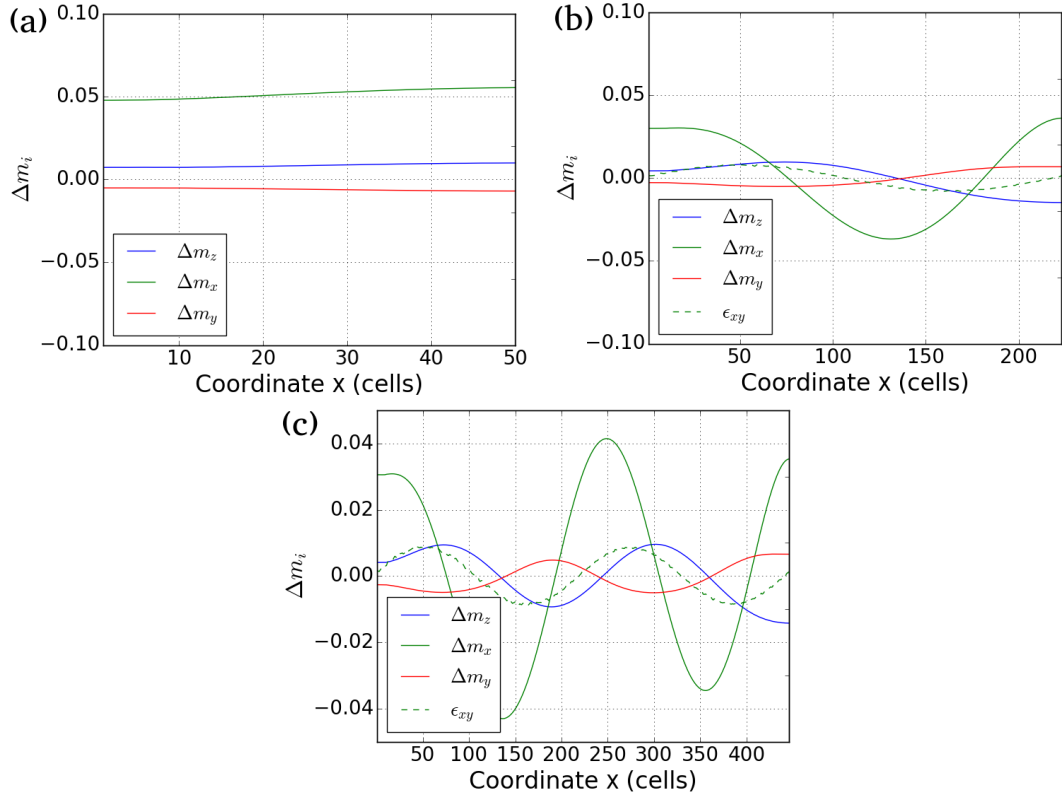 (a)
0.10
0.05
0.00
−0.05
−0.10
Δm_i
Δm_z
Δm_x
Δm_y
10 20 30 40 50
Coordinate x (cells)
(b)
0.10
0.05
0.00
−0.05
−0.10
Δm_i
Δm_z
Δm_x
Δm_y
ϵ_xy
50 100 150 200
Coordinate x (cells)
(c)
0.04
0.02
0.00
−0.02
−0.04
Δm_i
Δm_z
Δm_x
Δm_y
ϵ_xy
50 100 150 200 250 300 350 400
Coordinate x (cells)